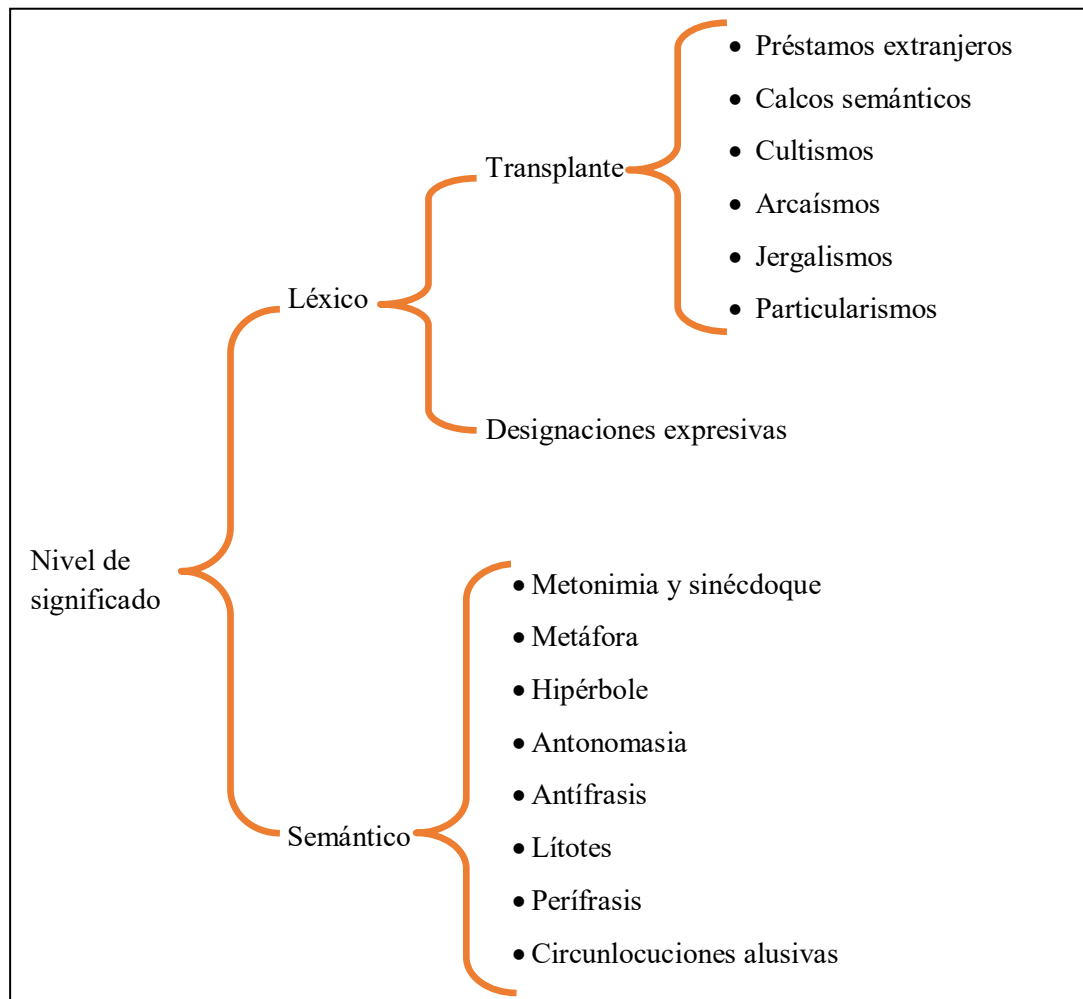 Nivel de
significado
Léxico
Transplante
• Préstamos extranjeros
• Calcos semánticos
• Cultismos
• Arcaísmos
• Jergalismos
• Particularismos
Designaciones expresivas
Semántico
• Metonimia y sinécdoque
• Metáfora
• Hipérbole
• Antonomasia
• Antífrasis
• Lítotes
• Perífrasis
• Circunlocuciones alusivas